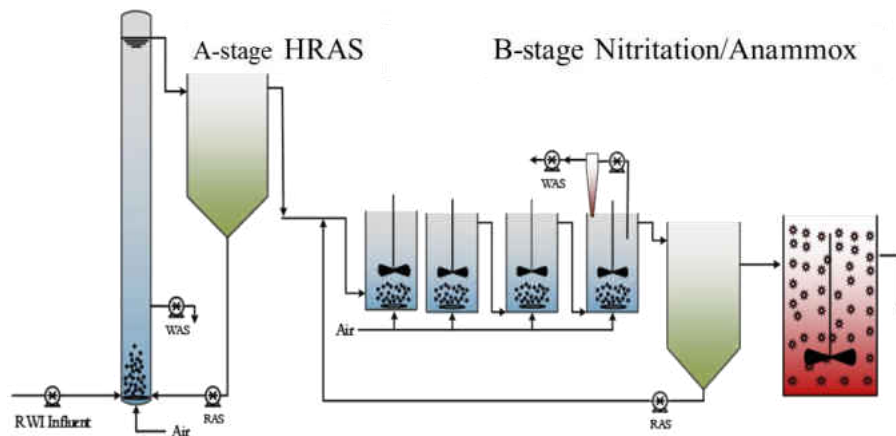 A-stage HRAS
B-stage Nitritation/Anammox
WAS
WAS
Air
RWI Influent
RAS
Air
RAS